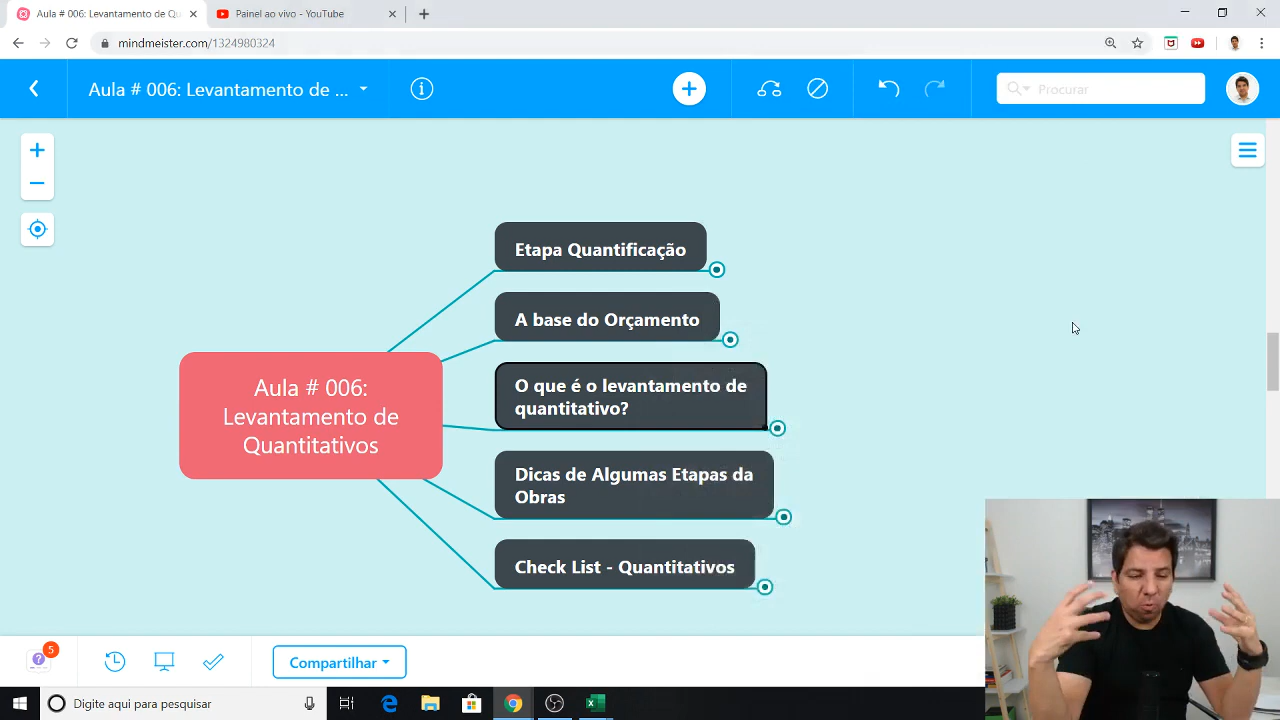 Aula # 006: Levantamento de Qu
Painel ao vivo - YouTube
mindmeister.com/1324980324
Aula # 006: Levantamento de ...
Procurar
Etapa Quantificação
A base do Orçamento
O que é o levantamento de
quantitativo?
Aula # 006:
Levantamento de
Quantitativos
Dicas de Algumas Etapas da
Obras
Check List - Quantitativos
5
Compartilhar
Digite aqui para pesquisar